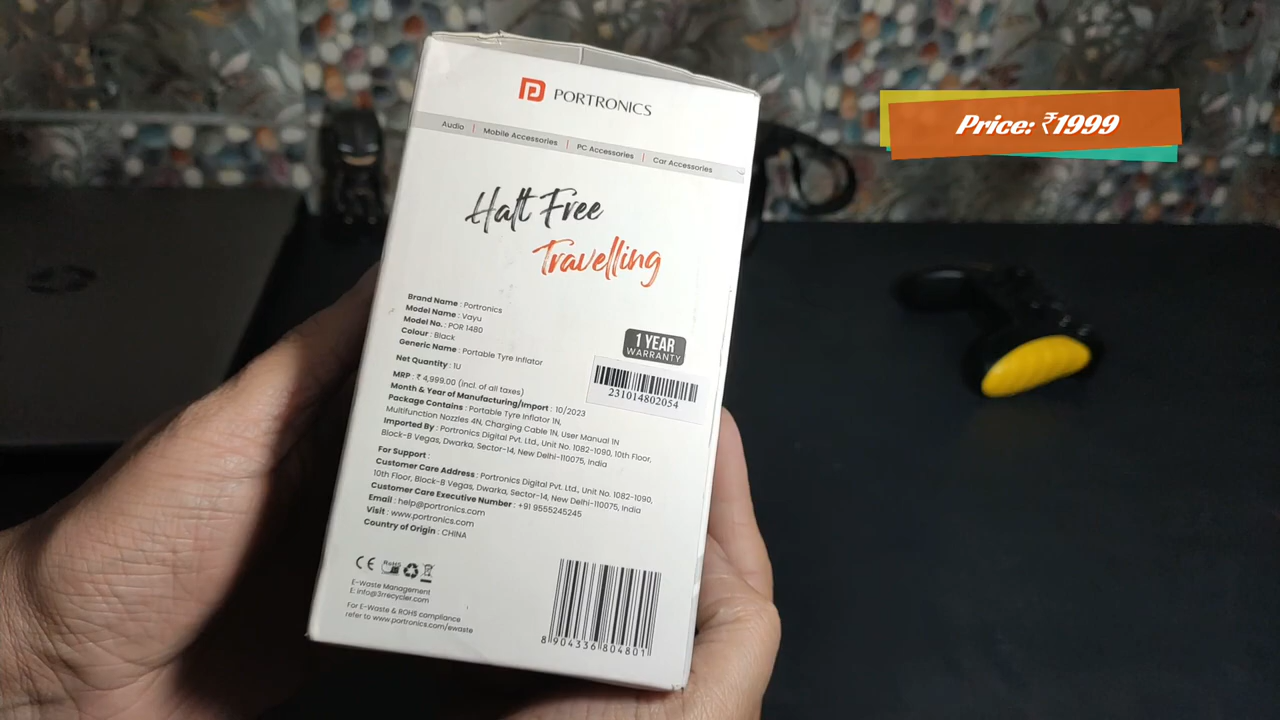 PORTRONICS
Audio | Mobile Accessories | PC Accessories | Car Accessories
Price: ₹1999
Halt Free
Travelling
Brand Name : Portronics
Model Name : Vayu
Model No. : POR 1480
Colour : Black
Generic Name : Portable Tyre Inflator
Net Quantity : 1U
MRP : ₹ 4,999.00 (incl. of all taxes)
Month & Year of Manufacturing/Import : 10/2023
Package Contains : Portable Tyre Inflator 1N,
Multifunction Nozzles 4N, Charging Cable 1N, User Manual 1N
Imported By : Portronics Digital Pvt. Ltd., Unit No. 1082-1090, 10th Floor,
Block-B Vegas, Dwarka, Sector-14, New Delhi-110075, India
1 YEAR
WARRANTY
231014802054
For Support :
Customer Care Address : Portronics Digital Pvt. Ltd., Unit No. 1082-1090,
10th Floor, Block-B Vegas, Dwarka, Sector-14, New Delhi-110075, India
Customer Care Executive Number : +91 9555245245
Email : help@portronics.com
Visit : www.portronics.com
Country of Origin : CHINA
CE RoHS
E-Waste Management
E: info@3rrecycler.com
For E-Waste & ROHS compliance
refer to www.portronics.com/ewaste
8 904336 804801